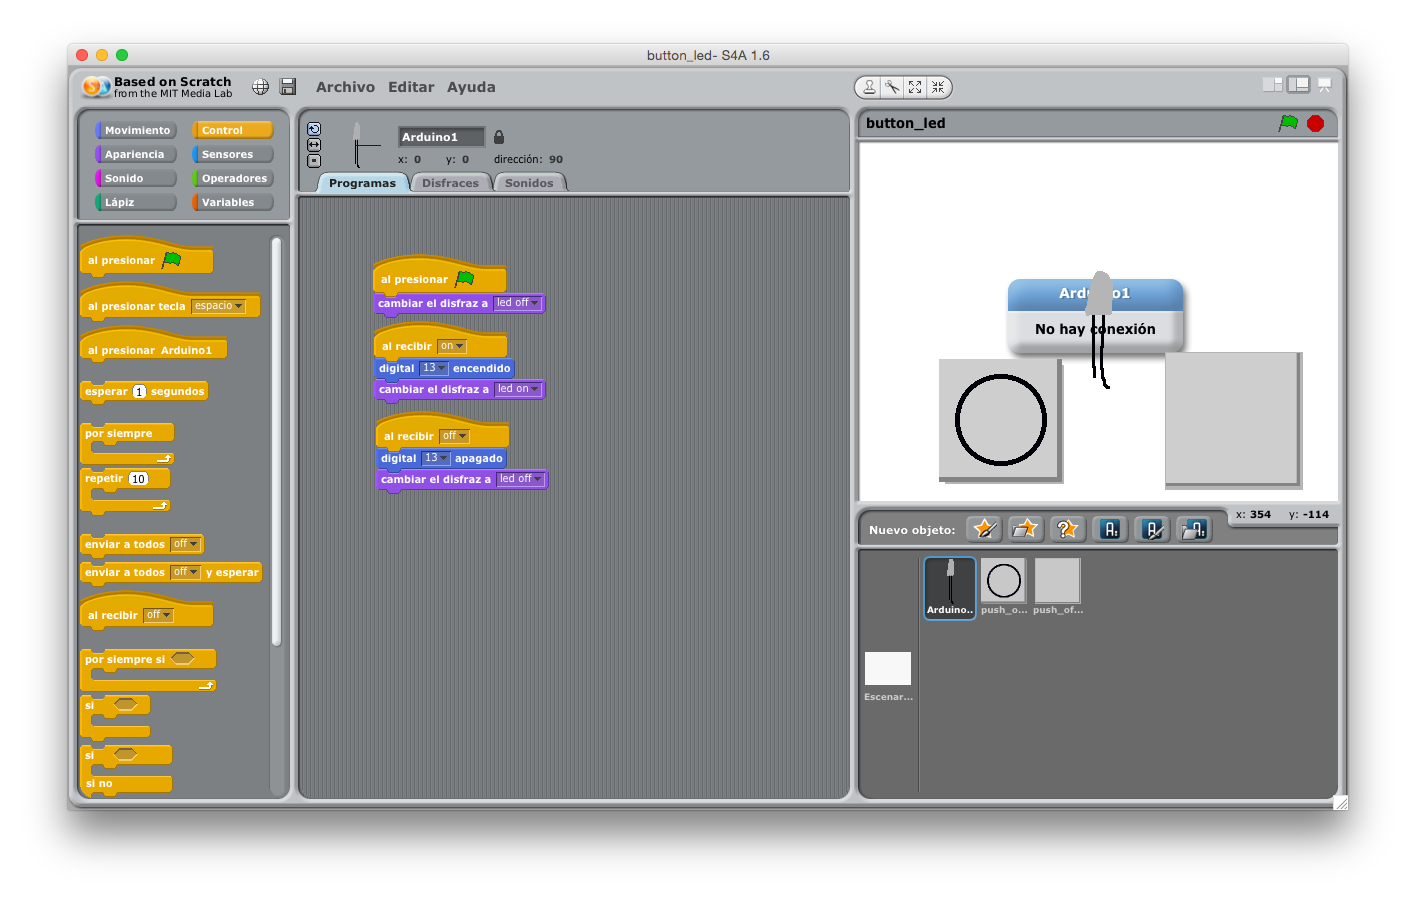 button_led- S4A 1.6
Based on Scratch
from the MIT Media Lab
Archivo Editar Ayuda
Movimiento Control
Apariencia Sensores
Sonido Operadores
Lápiz Variables
al presionar
al presionar tecla espacio
al presionar Arduino1
esperar 1 segundos
por siempre
repetir 10
enviar a todos off
enviar a todos off y esperar
al recibir off
por siempre si
si
si
si no
Arduino1
x: 0 y: 0 dirección: 90
Programas Disfraces Sonidos
al presionar
cambiar el disfraz a led off
al recibir on
digital 13 encendido
cambiar el disfraz a led on
al recibir off
digital 13 apagado
cambiar el disfraz a led off
button_led
Arduino1
No hay conexión
x: 354 y: -114
Nuevo objeto:
Arduino.. push_o... push_of...
Escenar...